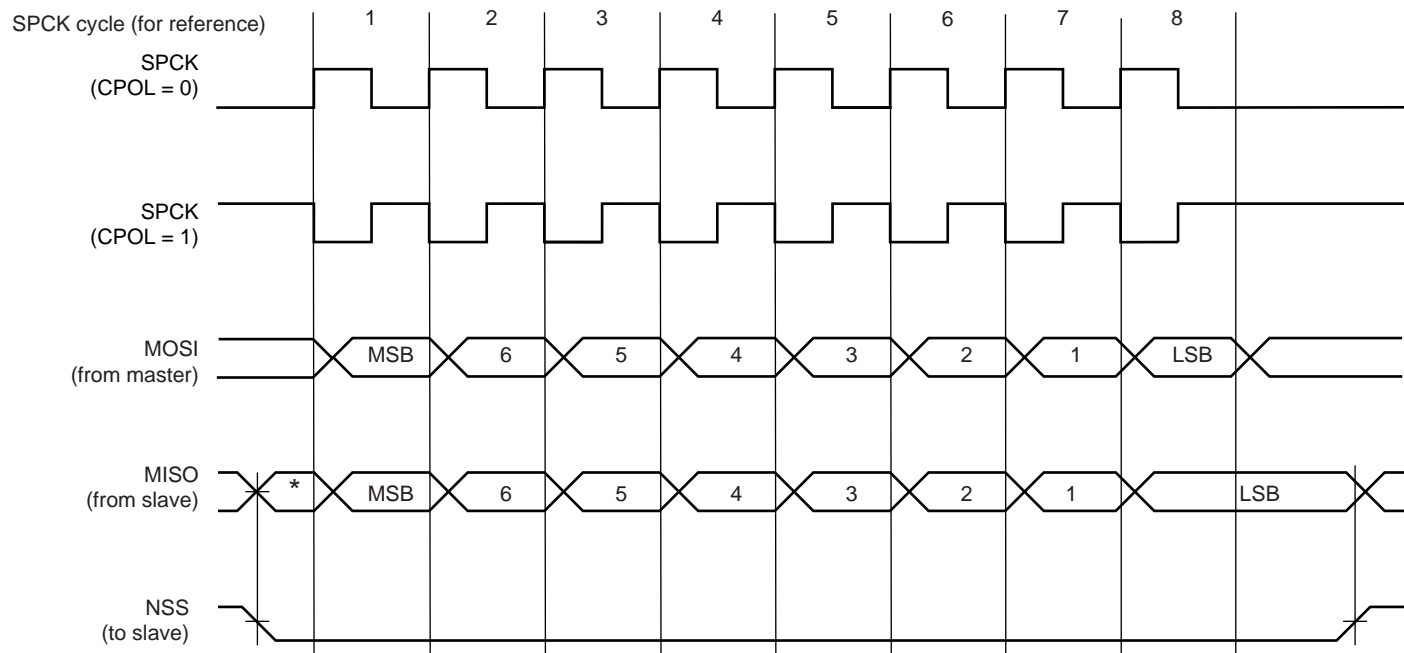 SPCK cycle (for reference) 1 2 3 4 5 6 7 8
SPCK
(CPOL = 0)
SPCK
(CPOL = 1)
MOSI
(from master)
MSB 6 5 4 3 2 1 LSB
MISO
(from slave)
* MSB 6 5 4 3 2 1 LSB
NSS
(to slave)